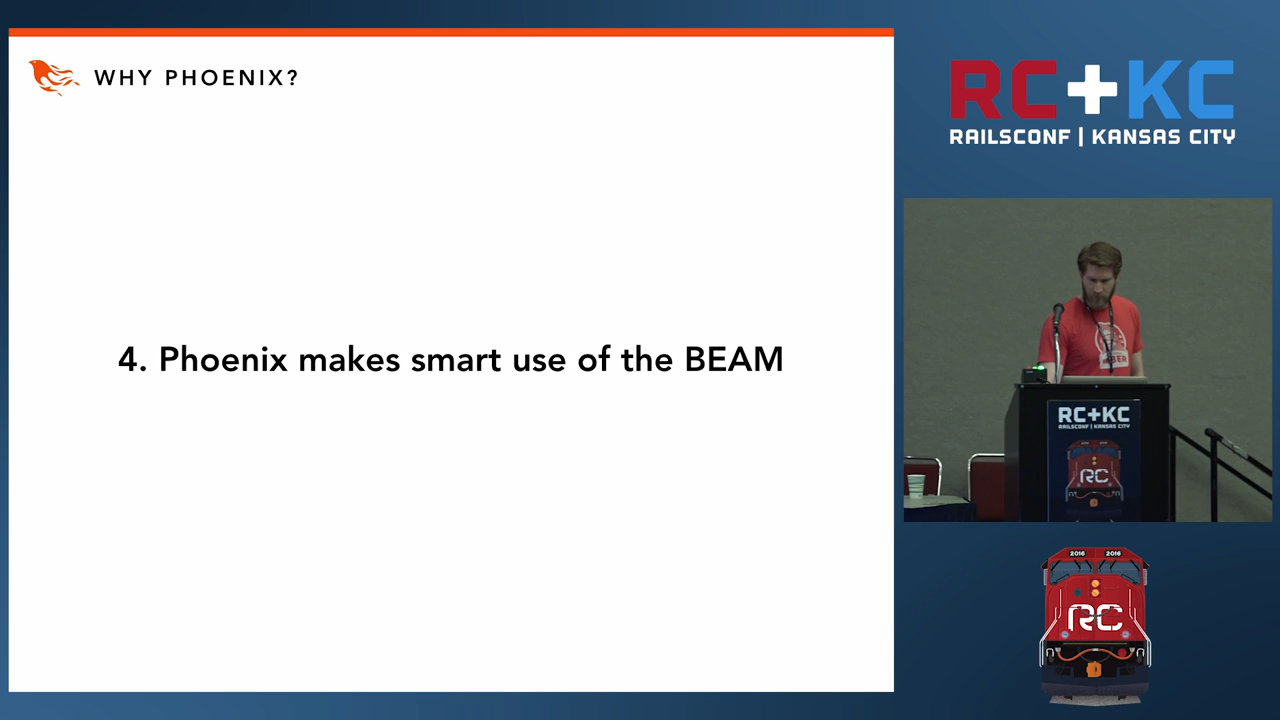 WHY PHOENIX?
4. Phoenix makes smart use of the BEAM
RC+KC
RAILSCONF | KANSAS CITY
RC+KC
RAILSCONF | KANSAS CITY
RC
2016
2016
RC